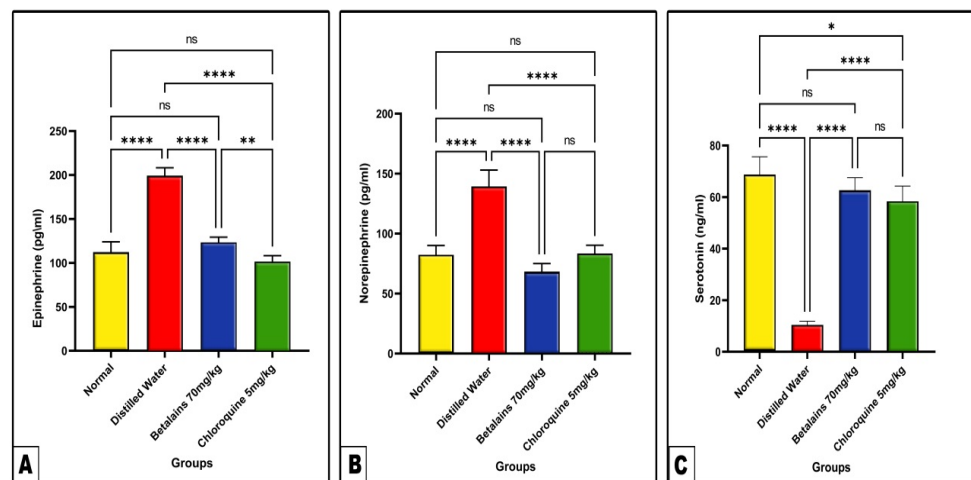 ns
****
ns
**** **** **
250
200
150
100
50
0
Epinephrine (pg\ml)
Normal
Distilled Water
Betalains 70mg/kg
Chloroquine 5mg/kg
Groups
A
ns
****
ns
**** **** ns
200
150
100
50
0
Norepinephrine (pg/ml)
Normal
Distilled Water
Betalains 70mg/kg
Chloroquine 5mg/kg
Groups
B
*
****
ns
**** **** ns
80
60
40
20
0
Serotonin (ng/ml)
Normal
Distilled Water
Betalains 70mg/kg
Chloroquine 5mg/kg
Groups
C